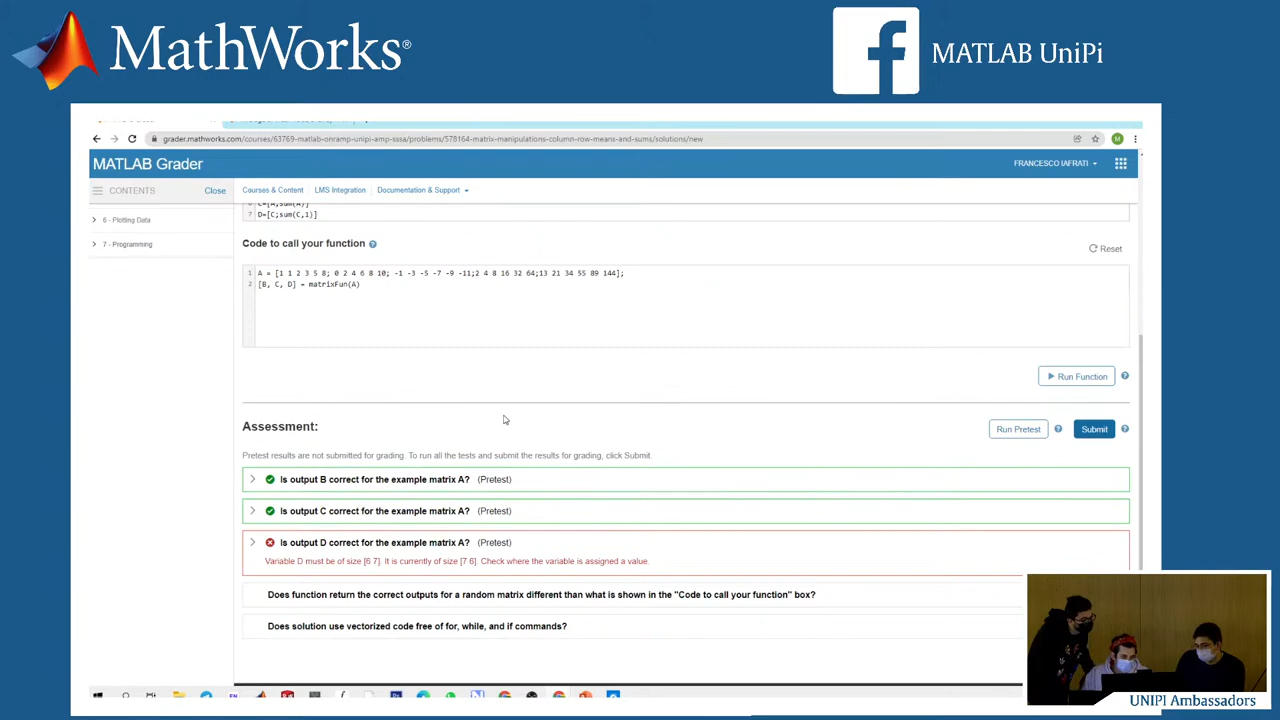 MathWorks®
MATLAB UniPi
grader.mathworks.com/courses/63769-matlab-onramp-unipi-amp-sssa/problems/578164-matrix-manipulations-column-row-means-and-sums/solutions/new
MATLAB Grader
FRANCESCO IAFRATI
CONTENTS
Close
Courses & Content
LMS Integration
Documentation & Support
6 - Plotting Data
7 - Programming
6 C=[A;sum(A)]
7 D=[C;sum(C,1)]
Code to call your function
Reset
1 A = [1 1 2 3 5 8; 0 2 4 6 8 10; -1 -3 -5 -7 -9 -11;2 4 8 16 32 64;13 21 34 55 89 144];
2 [B, C, D] = matrixFun(A)
Run Function
Assessment:
Run Pretest
Submit
Pretest results are not submitted for grading. To run all the tests and submit the results for grading, click Submit.
Is output B correct for the example matrix A? (Pretest)
Is output C correct for the example matrix A? (Pretest)
Is output D correct for the example matrix A? (Pretest)
Variable D must be of size [6 7]. It is currently of size [7 6]. Check where the variable is assigned a value.
Does function return the correct outputs for a random matrix different than what is shown in the "Code to call your function" box?
Does solution use vectorized code free of for, while, and if commands?
UNIPI Ambassadors